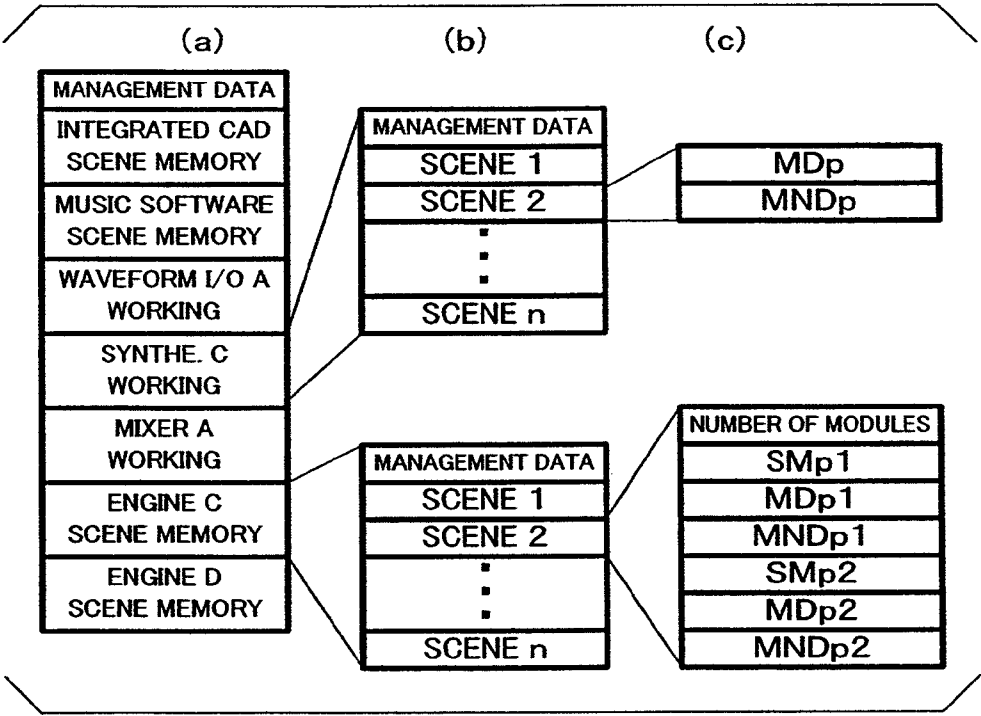 (a)
(b)
(c)
MANAGEMENT DATA
INTEGRATED CAD
SCENE MEMORY
MUSIC SOFTWARE
SCENE MEMORY
WAVEFORM I/O A
WORKING
SYNTHE. C
WORKING
MIXER A
WORKING
ENGINE C
SCENE MEMORY
ENGINE D
SCENE MEMORY
MANAGEMENT DATA
SCENE 1
SCENE 2
SCENE n
MDp
MNDp
MANAGEMENT DATA
SCENE 1
SCENE 2
SCENE n
NUMBER OF MODULES
SMp1
MDp1
MNDp1
SMp2
MDp2
MNDp2